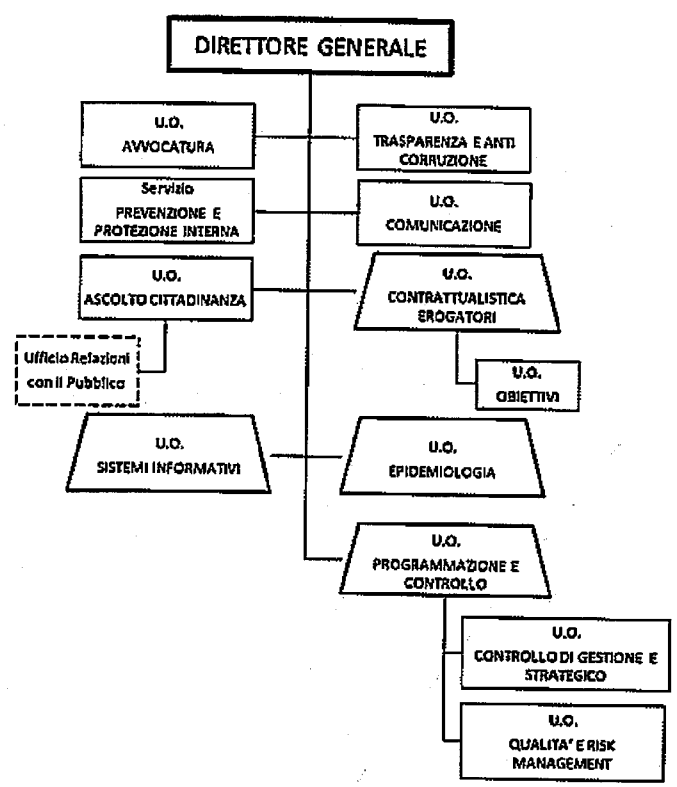 DIRETTORE GENERALE
U.O.
AVVOCATURA
U.O.
TRASPARENZA E ANTI
CORRUZIONE
Servizio
PREVENZIONE E
PROTEZIONE INTERNA
U.O.
COMUNICAZIONE
U.O.
ASCOLTO CITTADINANZA
U.O.
CONTRATTUALISTICA
EROGATORI
Ufficio Relazioni
con il Pubblico
U.O.
OBIETTIVI
U.O.
SISTEMI INFORMATIVI
U.O.
EPIDEMIOLOGIA
U.O.
PROGRAMMAZIONE E
CONTROLLO
U.O.
CONTROLLO DI GESTIONE E
STRATEGICO
U.O.
QUALITA' E RISK
MANAGEMENT